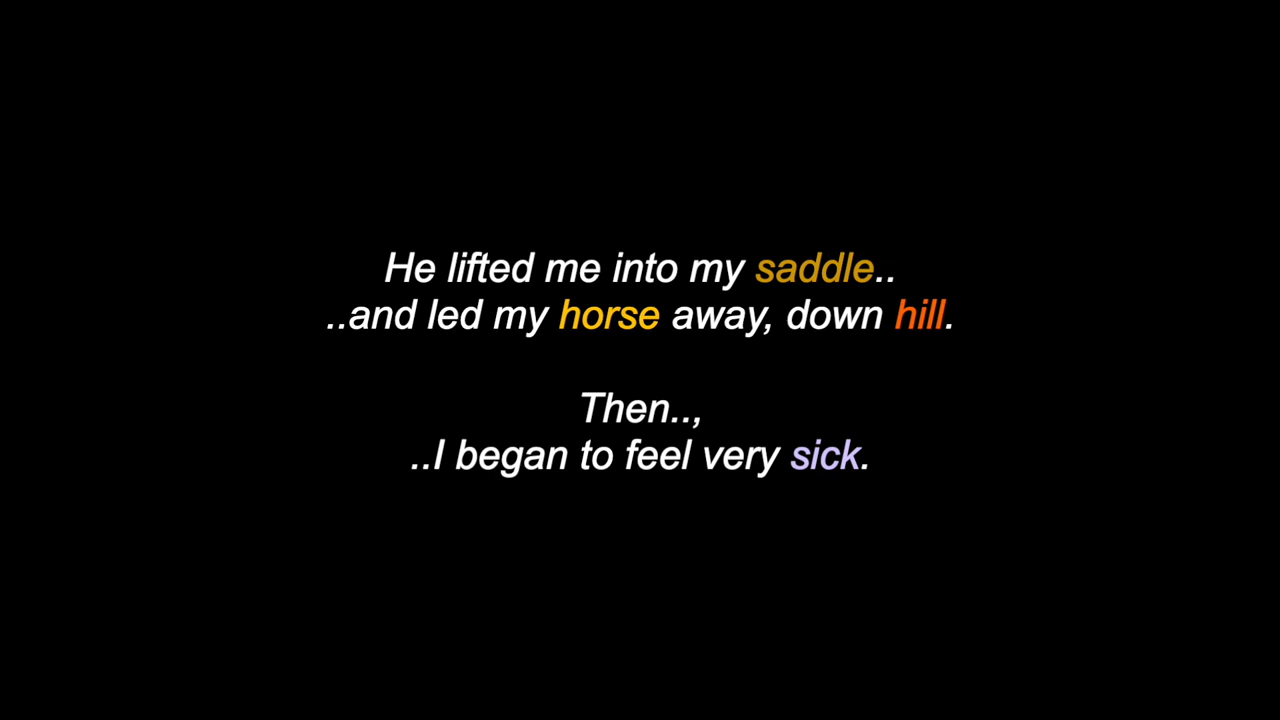 He lifted me into my saddle..
..and led my horse away, down hill.
Then..,
..I began to feel very sick.